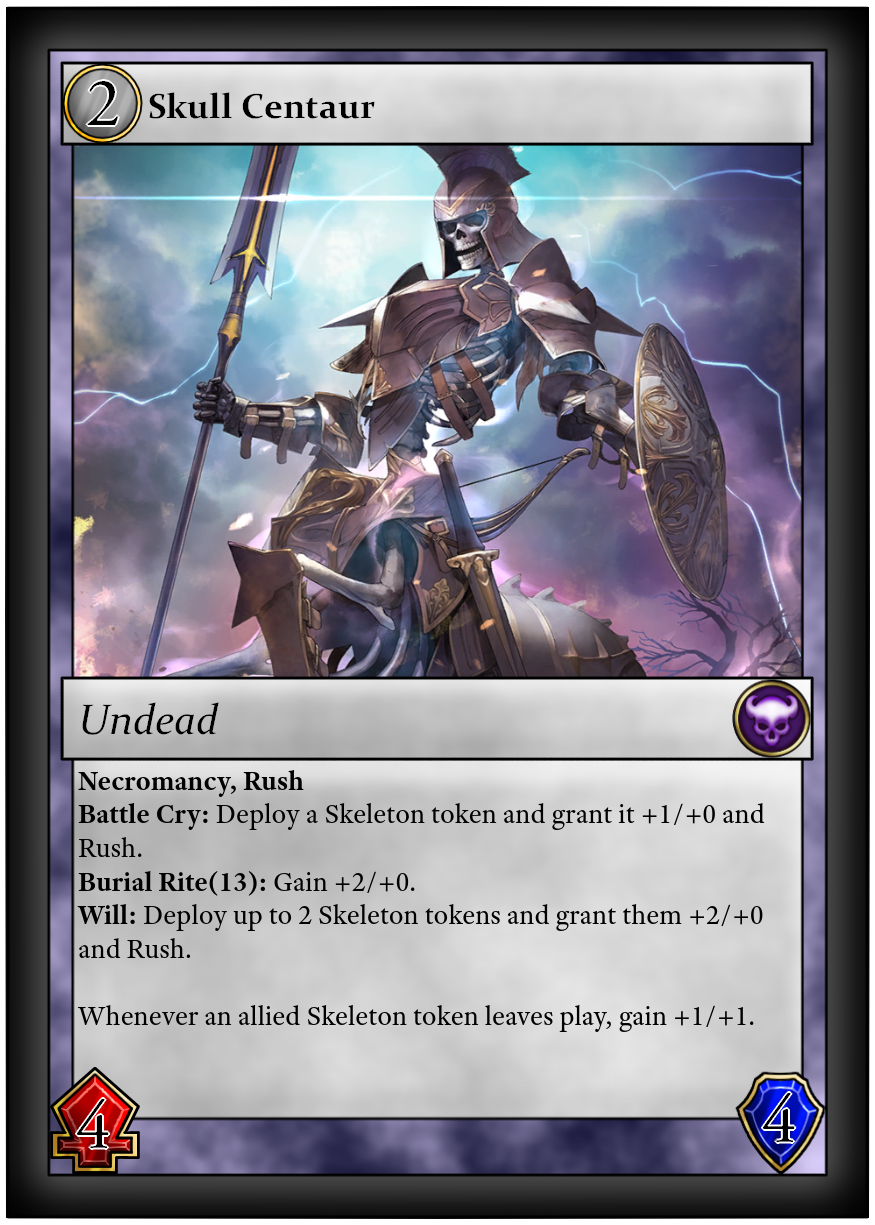 2 Skull Centaur
Undead
Necromancy, Rush
Battle Cry: Deploy a Skeleton token and grant it +1/+0 and
Rush.
Burial Rite(13): Gain +2/+0.
Will: Deploy up to 2 Skeleton tokens and grant them +2/+0
and Rush.
Whenever an allied Skeleton token leaves play, gain +1/+1.
4 4